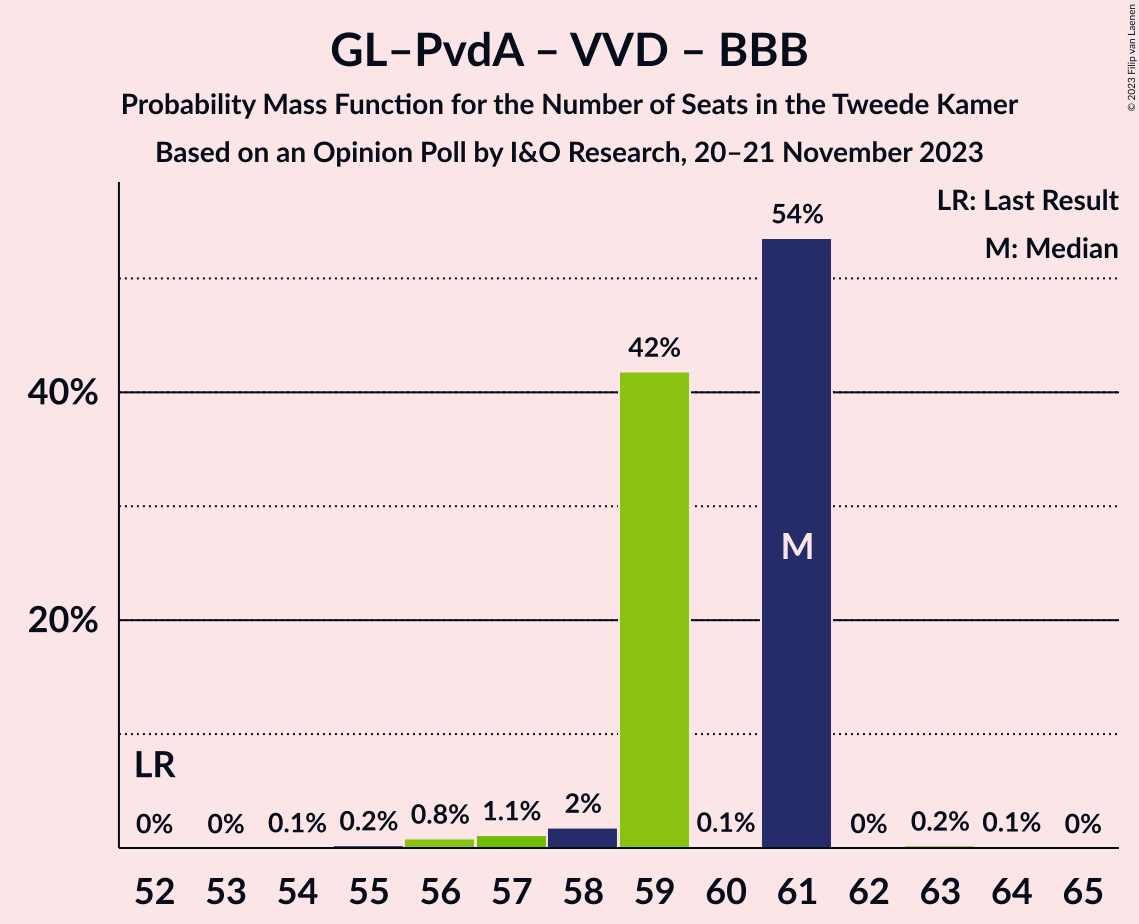 GL–PvdA – VVD – BBB
Probability Mass Function for the Number of Seats in the Tweede Kamer
Based on an Opinion Poll by I&O Research, 20–21 November 2023
© 2023 Filip van Laenen
LR: Last Result
M: Median
54%
42%
40%
M
20%
LR
0% 0% 0.1% 0.2% 0.8% 1.1% 2% 0.1% 0% 0.2% 0.1% 0%
52 53 54 55 56 57 58 59 60 61 62 63 64 65